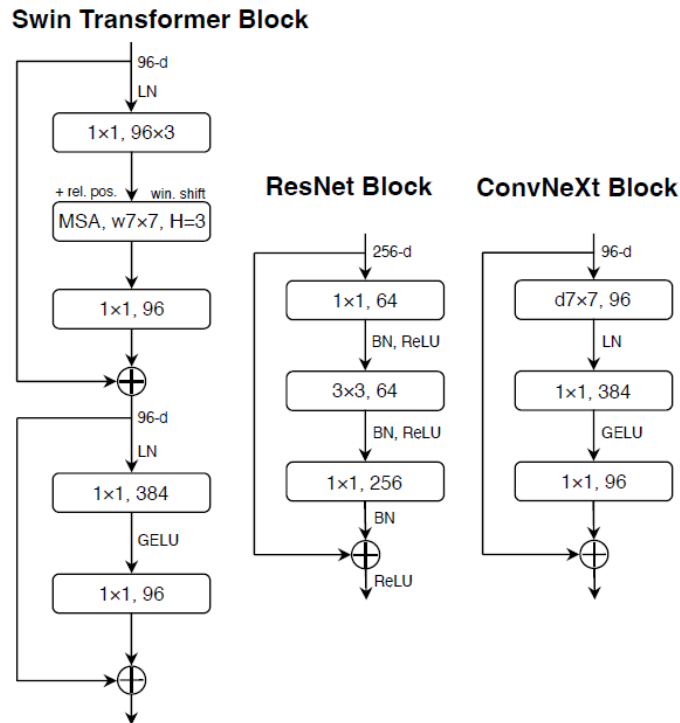 Swin Transformer Block
96-d
LN
1×1, 96×3
+ rel. pos.
win. shift
MSA, w7×7, H=3
1×1, 96
96-d
LN
1×1, 384
GELU
1×1, 96
ResNet Block
256-d
1×1, 64
BN, ReLU
3×3, 64
BN, ReLU
1×1, 256
BN
ReLU
ConvNeXt Block
96-d
d7×7, 96
LN
1×1, 384
GELU
1×1, 96